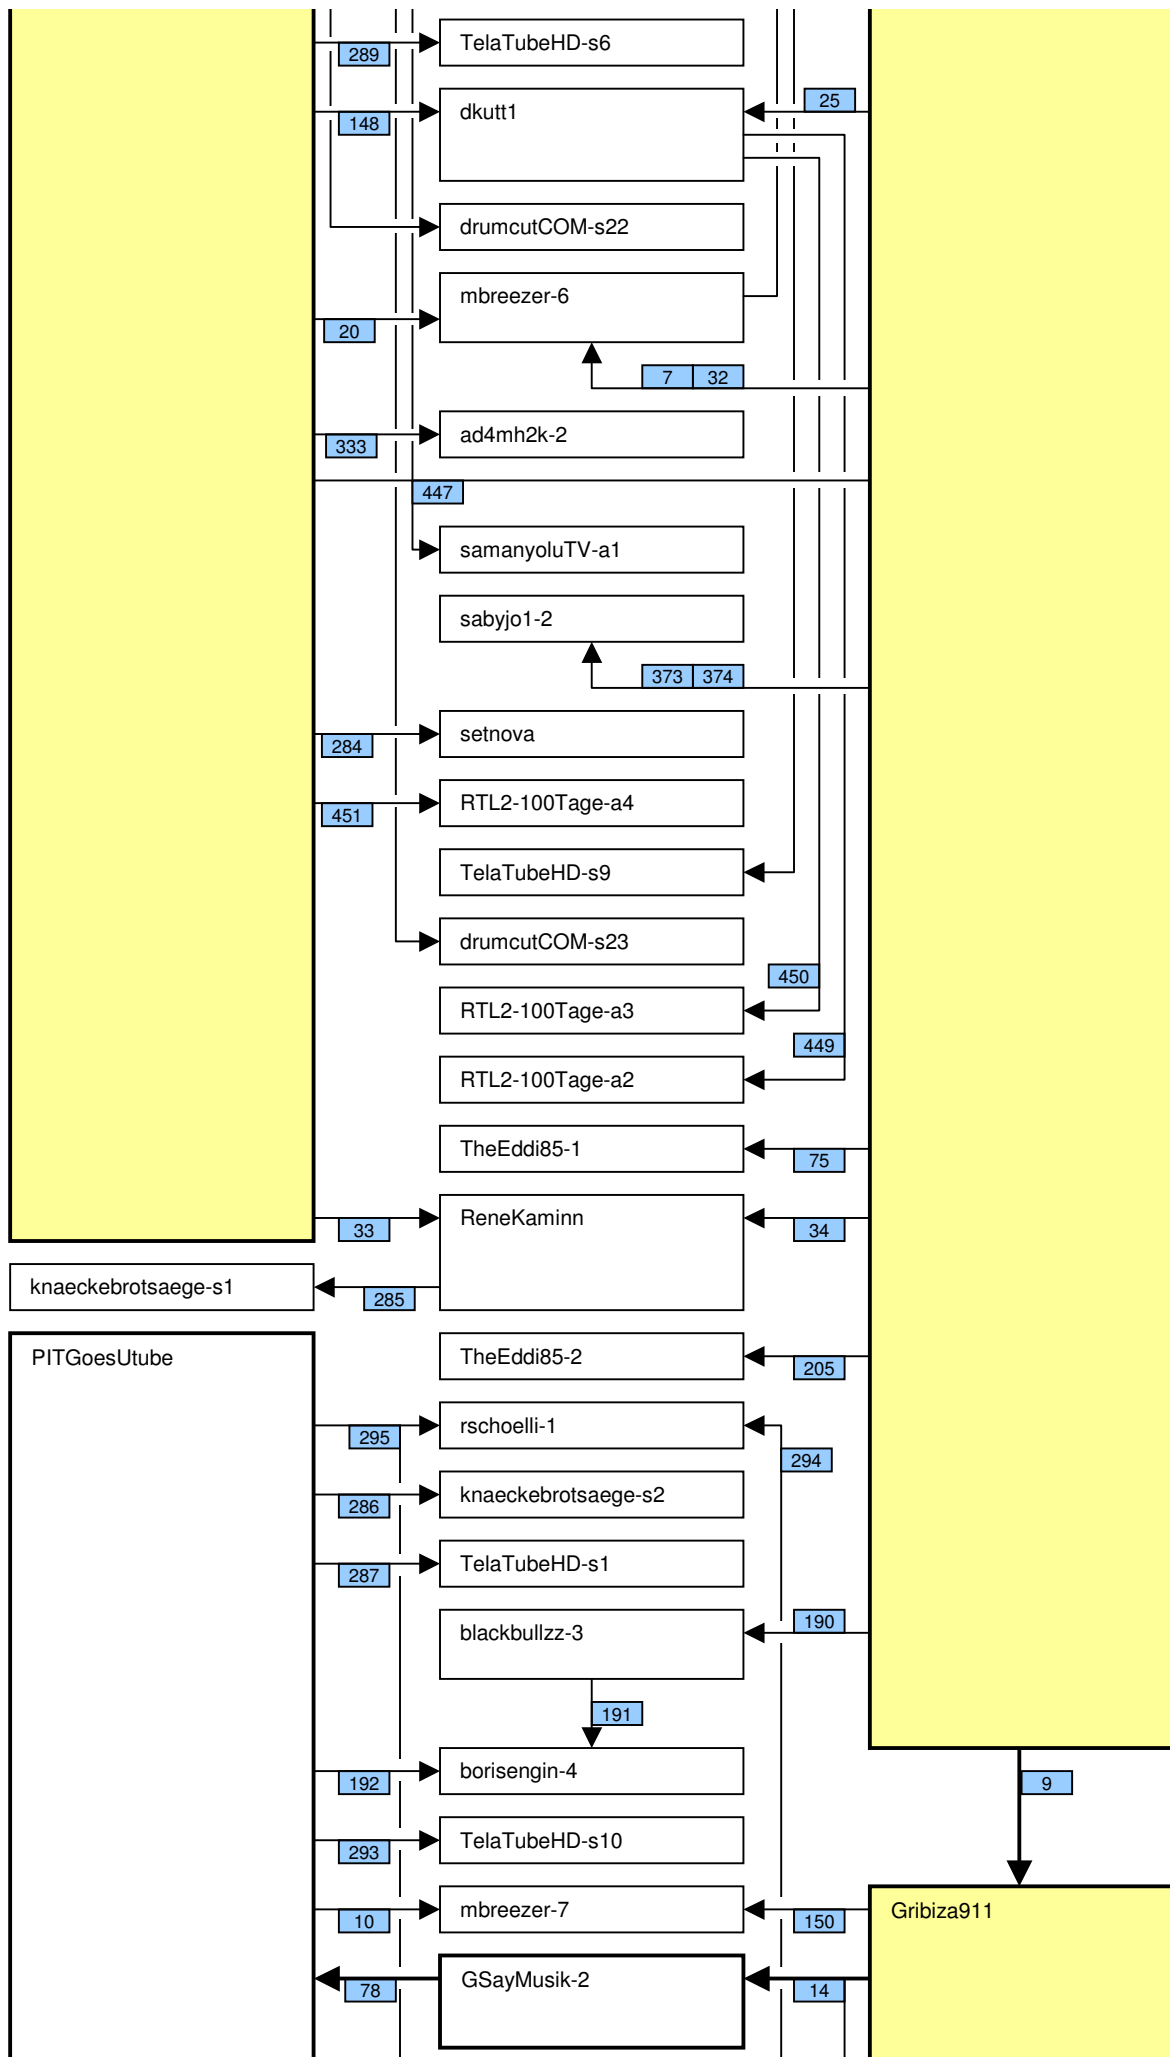 TelaTubeHD-s6
289
dkutt1
25
148
drumcutCOM-s22
mbreezer-6
20
7 32
ad4mh2k-2
333
447
samanyoluTV-a1
sabyjo1-2
373 374
setnova
284
RTL2-100Tage-a4
451
TelaTubeHD-s9
drumcutCOM-s23
450
RTL2-100Tage-a3
449
RTL2-100Tage-a2
TheEddi85-1
75
ReneKaminn
33
34
knaeckebrotsaege-s1
285
PITGoesUtube
TheEddi85-2
205
rschoelli-1
295
294
knaeckebrotsaege-s2
286
TelaTubeHD-s1
287
blackbullzz-3
190
191
borisengin-4
192
9
TelaTubeHD-s10
293
mbreezer-7
Gribiza911
10
150
GSayMusik-2
78
14